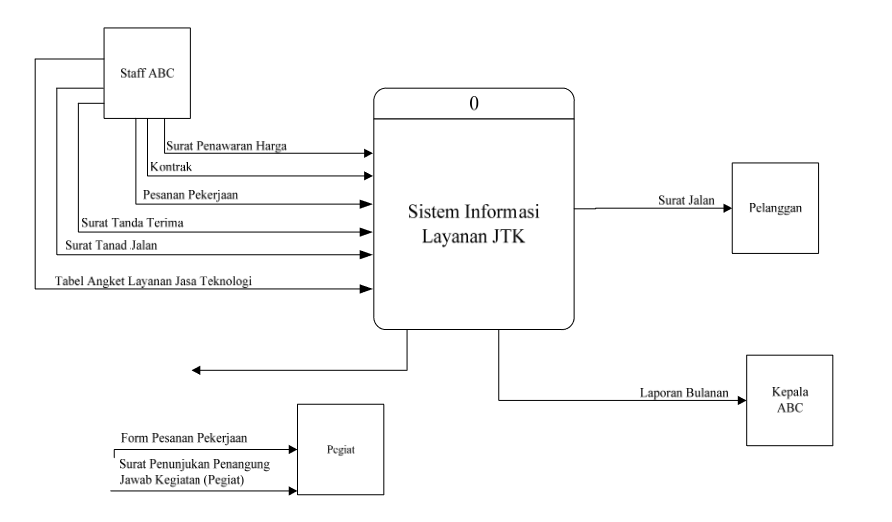 Staff ABC
0
Surat Penawaran Harga
Kontrak
Pesanan Pekerjaan
Surat Tanda Terima
Surat Tanad Jalan
Tabel Angket Layanan Jasa Teknologi
Sistem Informasi
Layanan JTK
Surat Jalan
Pelanggan
Laporan Bulanan
Kepala
ABC
Form Pesanan Pekerjaan
Surat Penunjukan Penangung
Jawab Kegiatan (Pegiat)
Pegiat